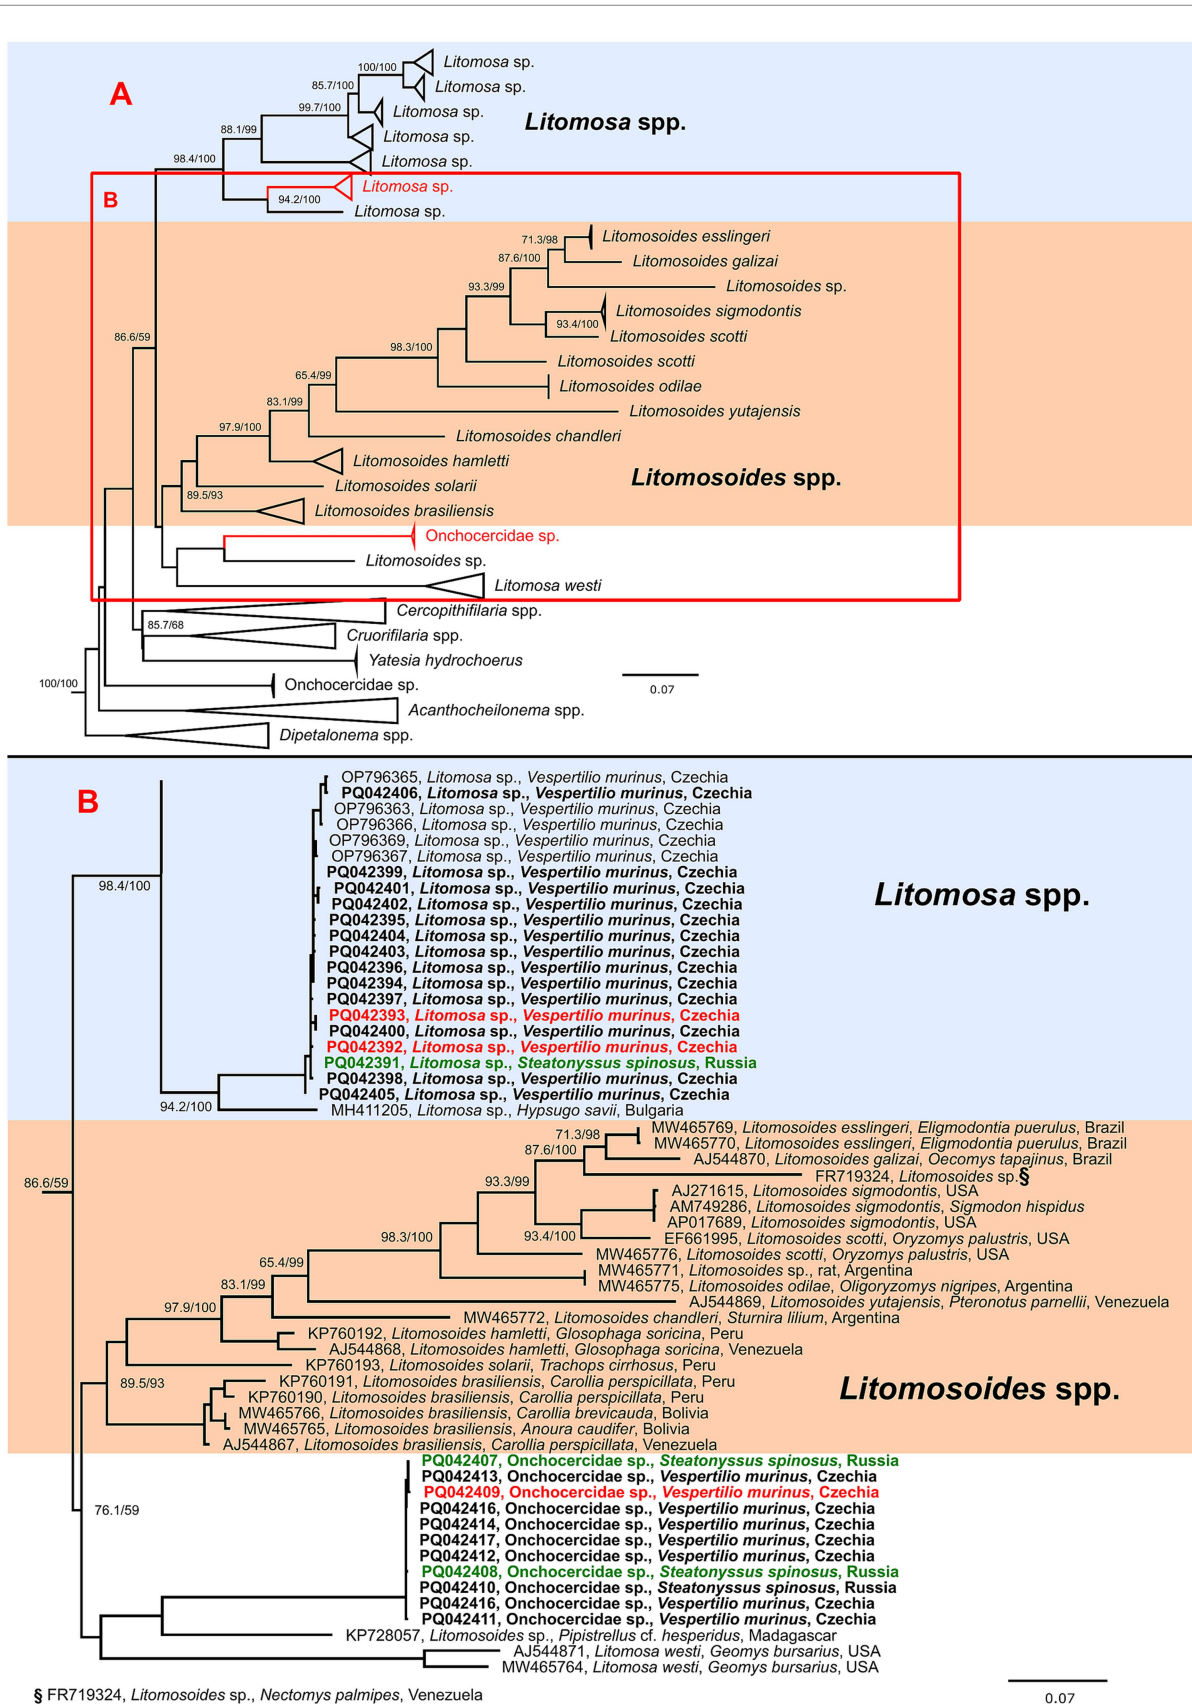 A
100/100
Litomosa sp.
85.7/100
Litomosa sp.
99.7/100
Litomosa sp.
Litomosa spp.
88.1/99
Litomosa sp.
98.4/100
Litomosa sp.
B
Litomosa sp.
94.2/100
Litomosa sp.
71.3/98
Litomosoides esslingeri
87.6/100
Litomosoides galizai
93.3/99
Litomosoides sp.
Litomosoides sigmodontis
93.4/100
86.6/59
Litomosoides scotti
98.3/100
Litomosoides scotti
65.4/99
Litomosoides odilae
83.1/99
Litomosoides yutajensis
97.9/100
Litomosoides chandleri
Litomosoides hamletti
Litomosoides spp.
Litomosoides solarii
89.5/93
Litomosoides brasiliensis
Onchocercidae sp.
Litomosoides sp.
Litomosa westi
Cercopithifilaria spp.
85.7/68
Cruorifilaria spp.
Yatesia hydrochoerus
100/100
Onchocercidae sp.
0.07
Acanthocheilonema spp.
Dipetalonema spp.
B
OP796365, Litomosa sp., Vespertilio murinus, Czechia
PQ042406, Litomosa sp., Vespertilio murinus, Czechia
OP796363, Litomosa sp., Vespertilio murinus, Czechia
OP796366, Litomosa sp., Vespertilio murinus, Czechia
OP796369, Litomosa sp., Vespertilio murinus, Czechia
OP796367, Litomosa sp., Vespertilio murinus, Czechia
PQ042399, Litomosa sp., Vespertilio murinus, Czechia
98.4/100
PQ042401, Litomosa sp., Vespertilio murinus, Czechia
Litomosa spp.
PQ042402, Litomosa sp., Vespertilio murinus, Czechia
PQ042395, Litomosa sp., Vespertilio murinus, Czechia
PQ042404, Litomosa sp., Vespertilio murinus, Czechia
PQ042403, Litomosa sp., Vespertilio murinus, Czechia
PQ042396, Litomosa sp., Vespertilio murinus, Czechia
PQ042394, Litomosa sp., Vespertilio murinus, Czechia
PQ042397, Litomosa sp., Vespertilio murinus, Czechia
PQ042393, Litomosa sp., Vespertilio murinus, Czechia
PQ042400, Litomosa sp., Vespertilio murinus, Czechia
PQ042392, Litomosa sp., Vespertilio murinus, Czechia
PQ042391, Litomosa sp., Steatonyssus spinosus, Russia
PQ042398, Litomosa sp., Vespertilio murinus, Czechia
PQ042405, Litomosa sp., Vespertilio murinus, Czechia
94.2/100
MH411205, Litomosa sp., Hypsugo savii, Bulgaria
MW465769, Litomosoides esslingeri, Eligmodontia puerulus, Brazil
71.3/98
MW465770, Litomosoides esslingeri, Eligmodontia puerulus, Brazil
87.6/100
AJ544870, Litomosoides galizai, Oecomys tapajinus, Brazil
FR719324, Litomosoides sp.§
86.6/59
93.3/99
AJ271615, Litomosoides sigmodontis, USA
AM749286, Litomosoides sigmodontis, Sigmodon hispidus
AP017689, Litomosoides sigmodontis, USA
98.3/100
93.4/100
EF661995, Litomosoides scotti, Oryzomys palustris, USA
MW465776, Litomosoides scotti, Oryzomys palustris, USA
65.4/99
MW465771, Litomosoides sp., rat, Argentina
83.1/99
MW465775, Litomosoides odilae, Oligoryzomys nigripes, Argentina
AJ544869, Litomosoides yutajensis, Pteronotus parnellii, Venezuela
97.9/100
MW465772, Litomosoides chandleri, Sturnira lilium, Argentina
KP760192, Litomosoides hamletti, Glosophaga soricina, Peru
AJ544868, Litomosoides hamletti, Glosophaga soricina, Venezuela
KP760193, Litomosoides solarii, Trachops cirrhosus, Peru
89.5/93
KP760191, Litomosoides brasiliensis, Carollia perspicillata, Peru
Litomosoides spp.
KP760190, Litomosoides brasiliensis, Carollia perspicillata, Peru
MW465766, Litomosoides brasiliensis, Carollia brevicauda, Bolivia
MW465765, Litomosoides brasiliensis, Anoura caudifer, Bolivia
AJ544867, Litomosoides brasiliensis, Carollia perspicillata, Venezuela
PQ042407, Onchocercidae sp., Steatonyssus spinosus, Russia
PQ042413, Onchocercidae sp., Vespertilio murinus, Czechia
PQ042409, Onchocercidae sp., Vespertilio murinus, Czechia
76.1/59
PQ042416, Onchocercidae sp., Vespertilio murinus, Czechia
PQ042414, Onchocercidae sp., Vespertilio murinus, Czechia
PQ042417, Onchocercidae sp., Vespertilio murinus, Czechia
PQ042412, Onchocercidae sp., Vespertilio murinus, Czechia
PQ042408, Onchocercidae sp., Steatonyssus spinosus, Russia
PQ042410, Onchocercidae sp., Steatonyssus spinosus, Russia
PQ042416, Onchocercidae sp., Vespertilio murinus, Czechia
PQ042411, Onchocercidae sp., Vespertilio murinus, Czechia
KP728057, Litomosoides sp., Pipistrellus cf. hesperidus, Madagascar
AJ544871, Litomosa westi, Geomys bursarius, USA
MW465764, Litomosa westi, Geomys bursarius, USA
§ FR719324, Litomosoides sp., Nectomys palmipes, Venezuela
0.07